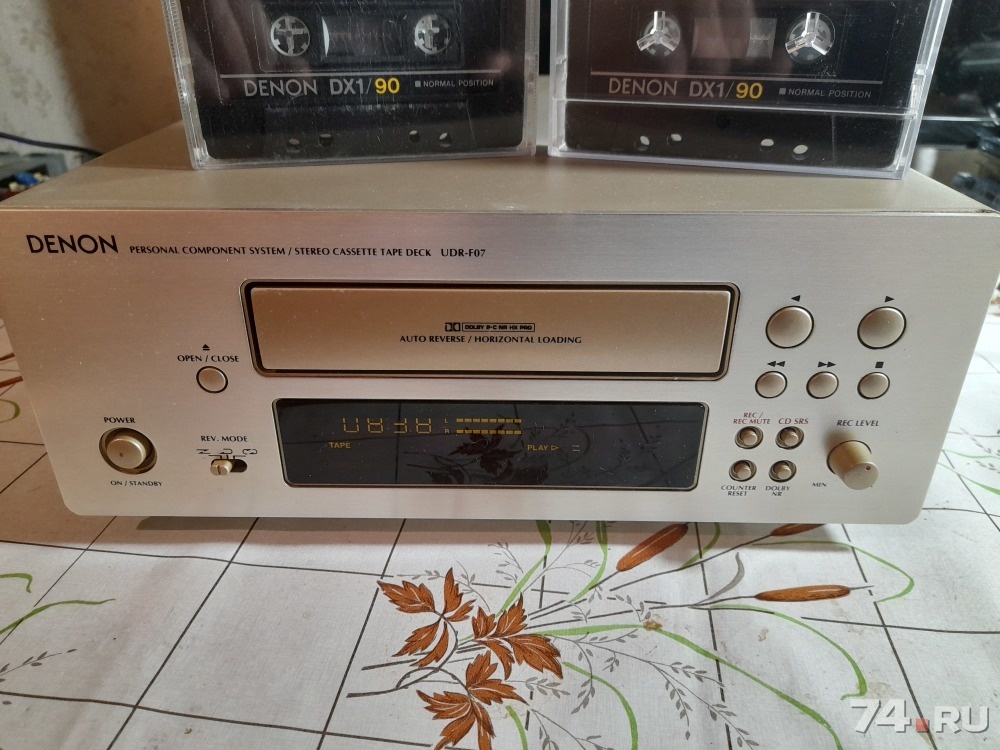 DENON DX1/90 NORMAL POSITION
DENON DX1/90 NORMAL POSITION
DENON PERSONAL COMPONENT SYSTEM / STEREO CASSETTE TAPE DECK UDR-F07
DOLBY B-C NR HX PRO
AUTO REVERSE / HORIZONTAL LOADING
OPEN / CLOSE
POWER
ON / STANDBY
REV. MODE
L
R
TAPE
PLAY
REC /
REC MUTE
CD SRS
REC LEVEL
COUNTER
RESET
DOLBY
NR
MIN
74.RU